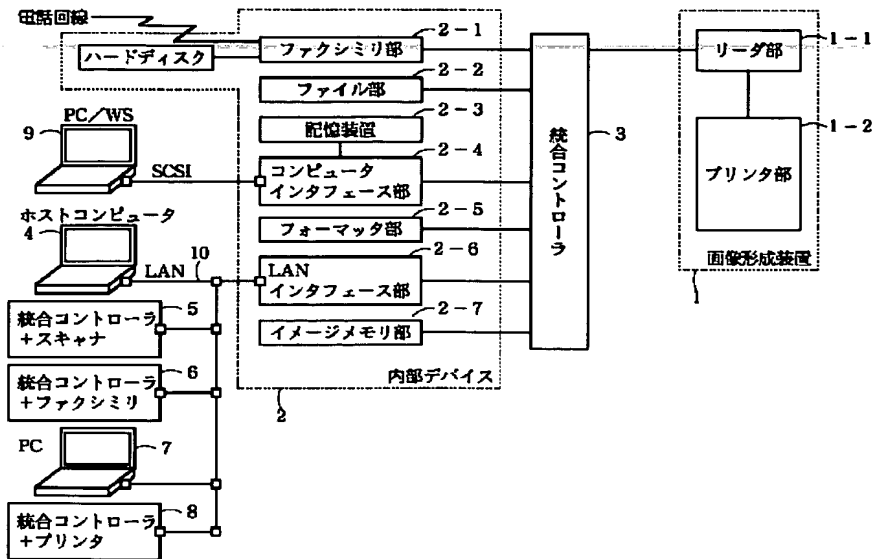 電話回線
ハードディスク
ファクシミリ部
2-1
ファイル部
2-2
記憶装置
2-3
コンピュータ
インタフェース部
2-4
フォーマッタ部
2-5
LAN
インタフェース部
2-6
イメージメモリ部
2-7
内部デバイス
2
統合コントローラ
3
リーダ部
1-1
プリンタ部
1-2
画像形成装置
1
PC/WS
9
SCSI
ホストコンピュータ
4
LAN
10
統合コントローラ
+スキャナ
5
統合コントローラ
+ファクシミリ
6
PC
7
統合コントローラ
+プリンタ
8